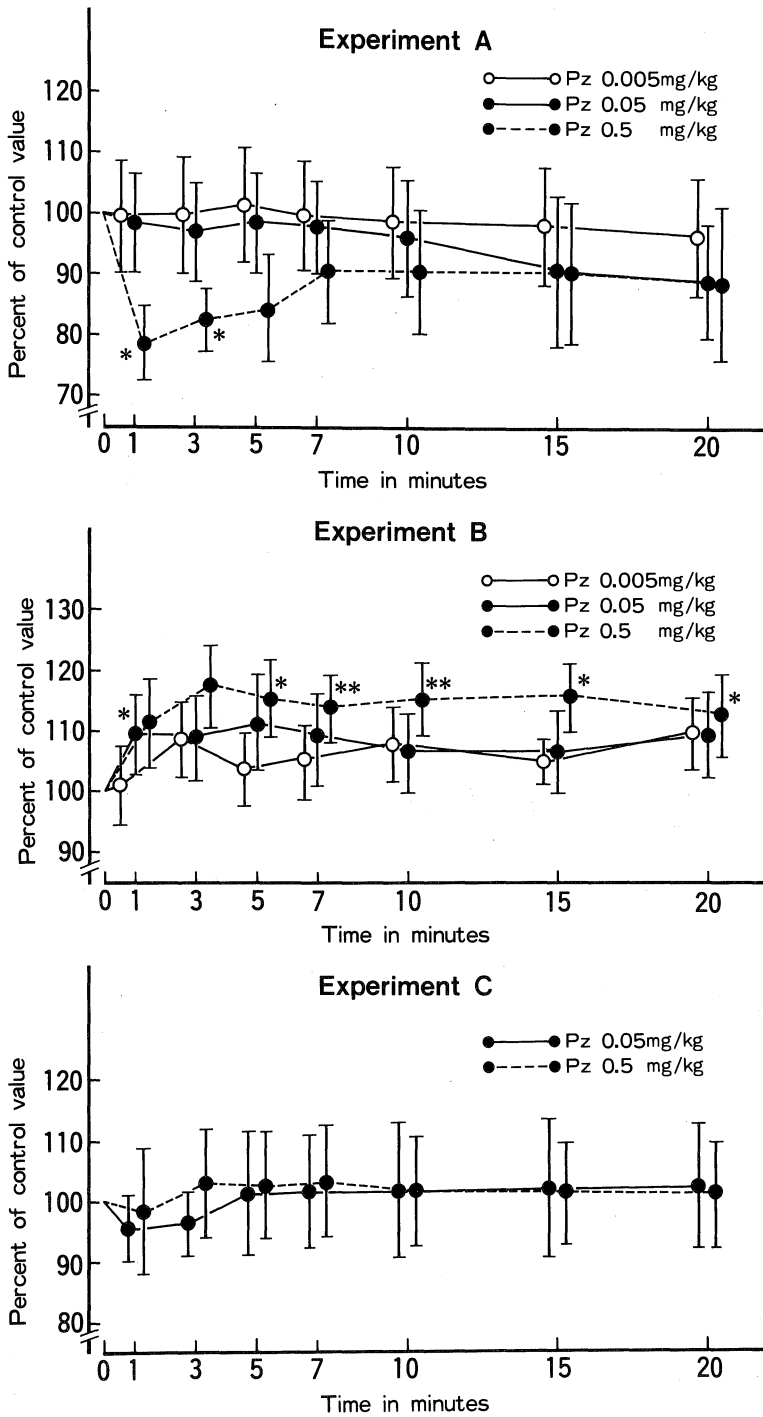 Experiment A
Percent of control value
120
110
100
90
80
70
Pz 0.005mg/kg
Pz 0.05 mg/kg
Pz 0.5 mg/kg
*
*
0 1 3 5 7 10 15 20
Time in minutes
Experiment B
Percent of control value
130
120
110
100
90
Pz 0.005mg/kg
Pz 0.05 mg/kg
Pz 0.5 mg/kg
*
*
**
**
*
*
0 1 3 5 7 10 15 20
Time in minutes
Experiment C
Percent of control value
120
110
100
90
80
Pz 0.05mg/kg
Pz 0.5 mg/kg
0 1 3 5 7 10 15 20
Time in minutes